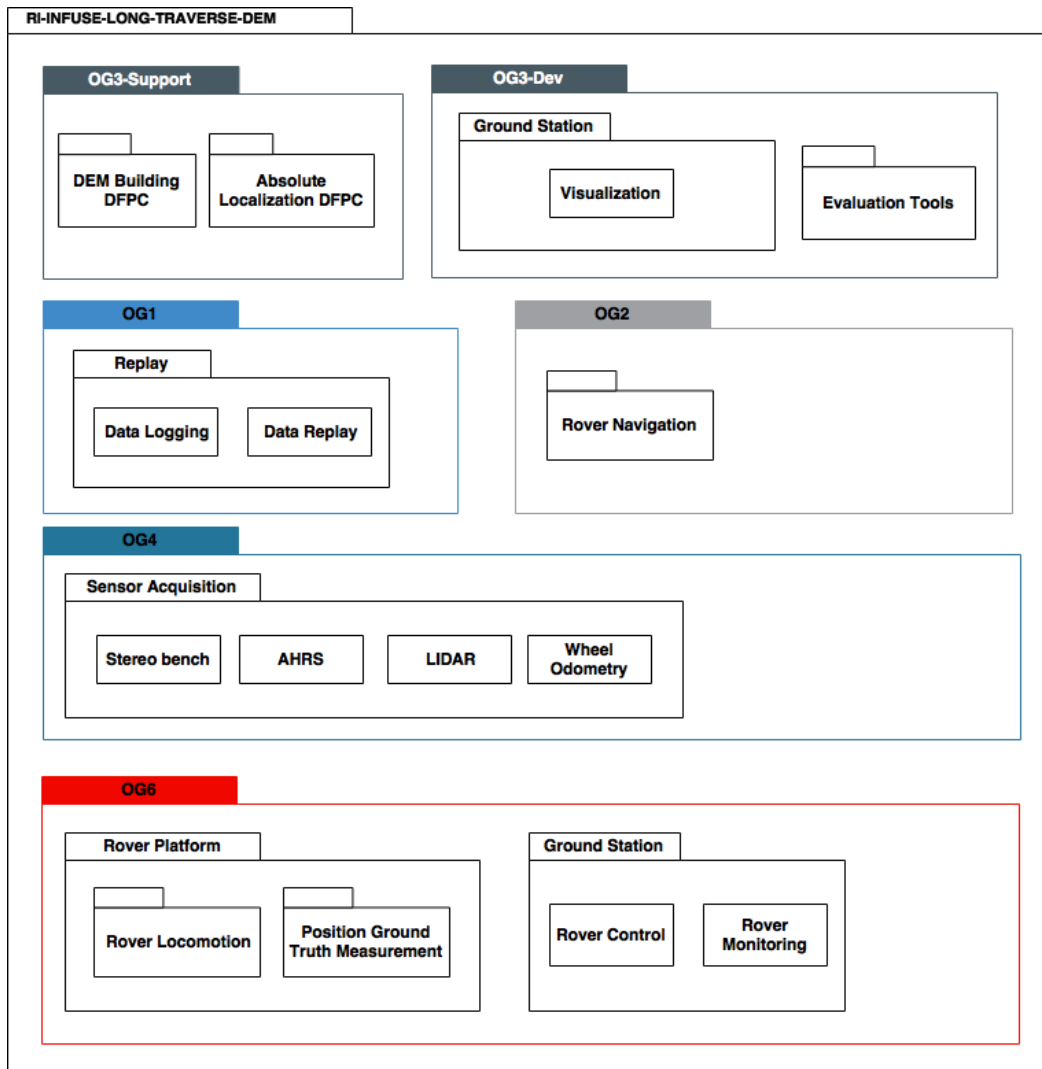 RI-INFUSE-LONG-TRAVERSE-DEM
OG3-Support
DEM Building
DFPC
Absolute
Localization DFPC
OG3-Dev
Ground Station
Visualization
Evaluation Tools
OG1
Replay
Data Logging
Data Replay
OG2
Rover Navigation
OG4
Sensor Acquisition
Stereo bench
AHRS
LIDAR
Wheel
Odometry
OG6
Rover Platform
Rover Locomotion
Position Ground
Truth Measurement
Ground Station
Rover Control
Rover
Monitoring